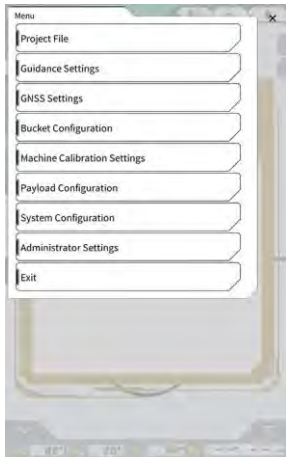 Menu
Project File
Guidance Settings
GNSS Settings
Bucket Configuration
Machine Calibration Settings
Payload Configuration
System Configuration
Administrator Settings
Exit